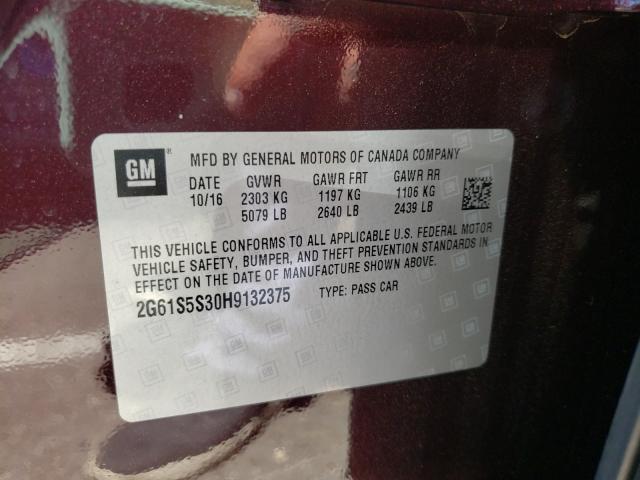 GM ®
MFD BY GENERAL MOTORS OF CANADA COMPANY
DATE GVWR GAWR FRT GAWR RR
10/16 2303 KG 1197 KG 1106 KG
5079 LB 2640 LB 2439 LB
THIS VEHICLE CONFORMS TO ALL APPLICABLE U.S. FEDERAL MOTOR
VEHICLE SAFETY, BUMPER, AND THEFT PREVENTION STANDARDS IN
EFFECT ON THE DATE OF MANUFACTURE SHOWN ABOVE.
2G61S5S30H9132375 TYPE: PASS CAR